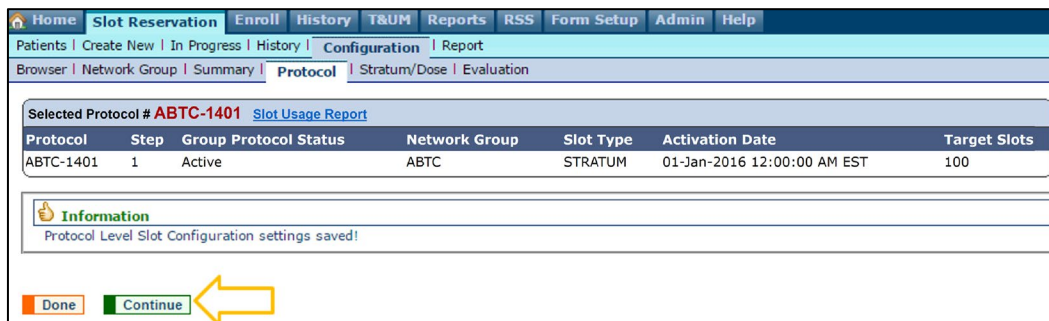 Home Slot Reservation Enroll History T&UM Reports RSS Form Setup Admin Help
Patients | Create New | In Progress | History | Configuration | Report
Browser | Network Group | Summary | Protocol | Stratum/Dose | Evaluation
Selected Protocol # ABTC-1401 Slot Usage Report
Protocol Step Group Protocol Status Network Group Slot Type Activation Date Target Slots
ABTC-1401 1 Active ABTC STRATUM 01-Jan-2016 12:00:00 AM EST 100
Information
Protocol Level Slot Configuration settings saved!
Done Continue